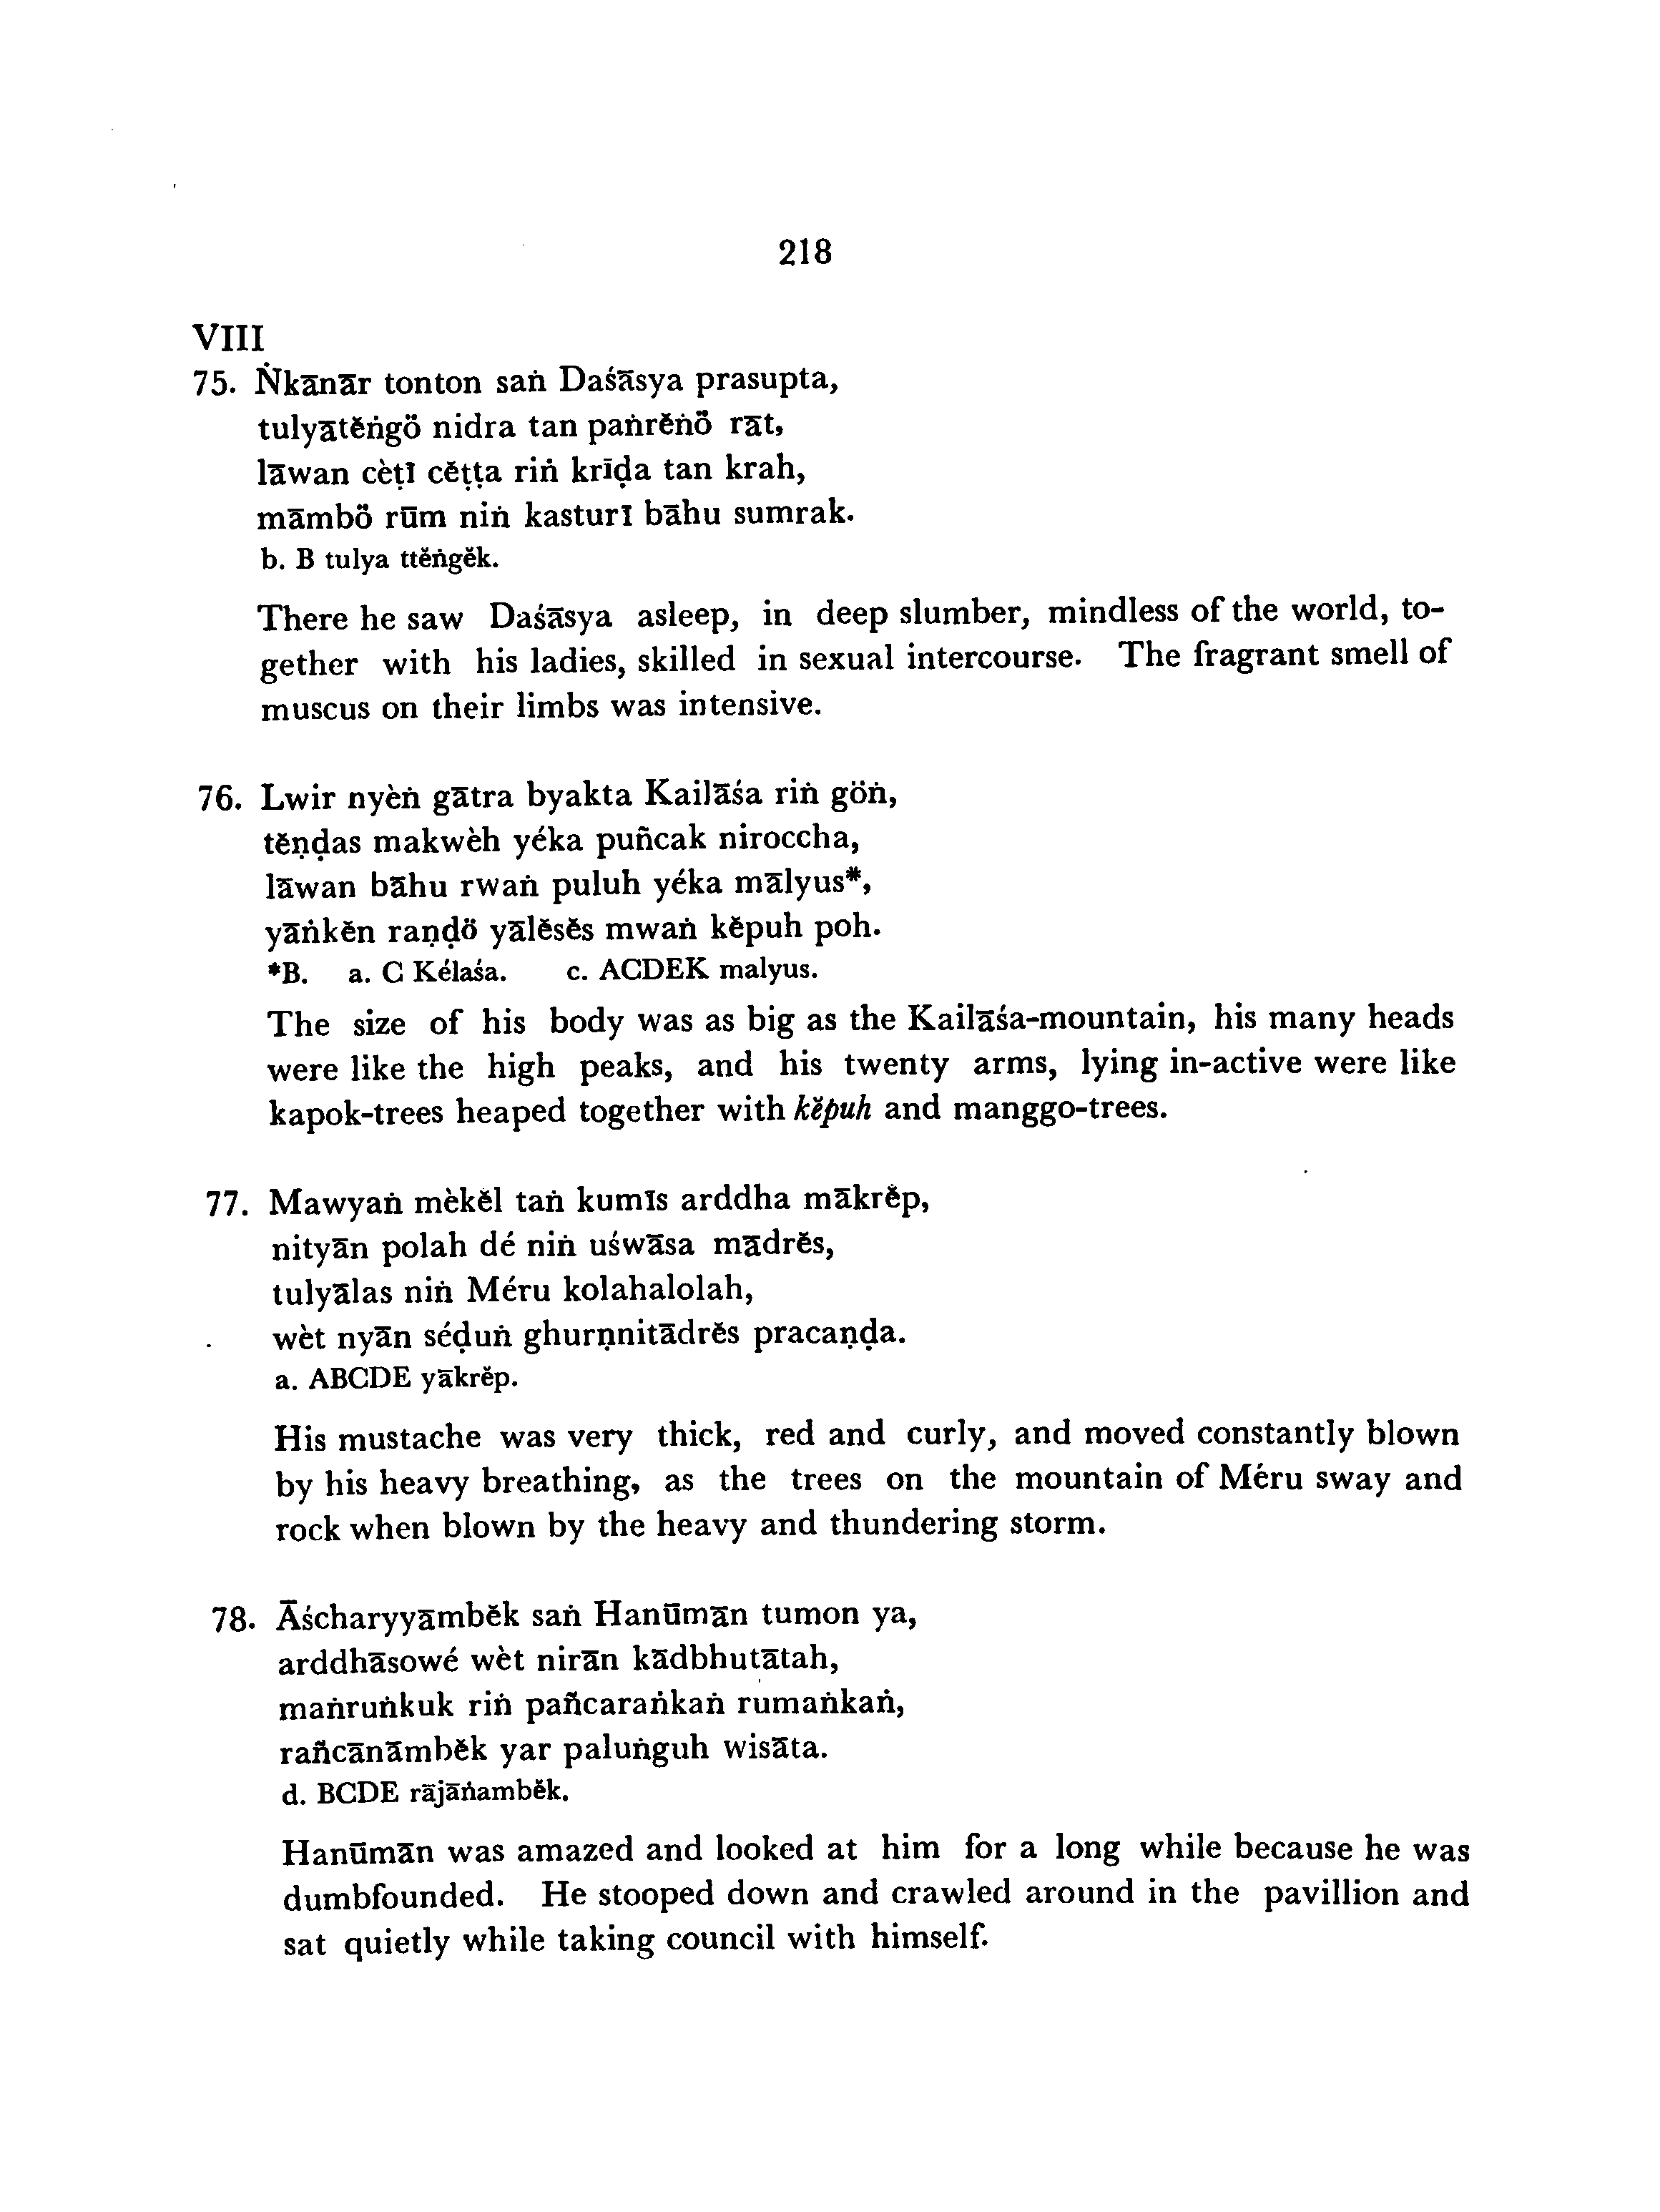 218
VIII
75. Ṅkānār tonton saṅ Daśāsya prasupta,
tulyātĕṅgö nidra tan paṅrĕṅö̆ rāt,
lāwan cèṭī cĕṭṭa riṅ krīḍa tan krah,
māmbö̆ rūm niṅ kasturī bāhu sumrak.
b. B tulya ttĕṅgĕk.
There he saw Daśāsya asleep, in deep slumber, mindless of the world, to-
gether with his ladies, skilled in sexual intercourse. The fragrant smell of
muscus on their limbs was intensive.
76. Lwir nyèṅ gātra byakta Kailāśa riṅ göṅ,
tĕṇḍas makwèh yéka puñcak niroccha,
lāwan bāhu rwaṅ puluh yéka mālyus*,
yāṅkĕn raṇḍö yālĕsĕs mwaṅ kĕpuh poh.
*B. a. C Kélaśa. c. ACDEK malyus.
The size of his body was as big as the Kailāśa-mountain, his many heads
were like the high peaks, and his twenty arms, lying in-active were like
kapok-trees heaped together with kĕpuh and manggo-trees.
77. Mawyaṅ mèkĕl taṅ kumīs arddha mākrĕp,
nityān polah dé niṅ uśwāsa madrĕs,
tulyālas niṅ Méru kolahalolah,
wèt nyān séḍuṅ ghurṇnitādrĕs pracaṇḍa.
a. ABCDE yākrĕp.
His mustache was very thick, red and curly, and moved constantly blown
by his heavy breathing, as the trees on the mountain of Méru sway and
rock when blown by the heavy and thundering storm.
78. Āścharyyāmbĕk saṅ Hanūmān tumon ya,
arddhāsowé wèt nirān kādbhutātah,
maṅruṅkuk riṅ pañcaraṅkaṅ rumaṅkaṅ,
rañcānāmbĕk yar paluṅguh wisāta.
d. BCDE rājāṅambĕk.
Hanūmān was amazed and looked at him for a long while because he was
dumbfounded. He stooped down and crawled around in the pavillion and
sat quietly while taking council with himself.